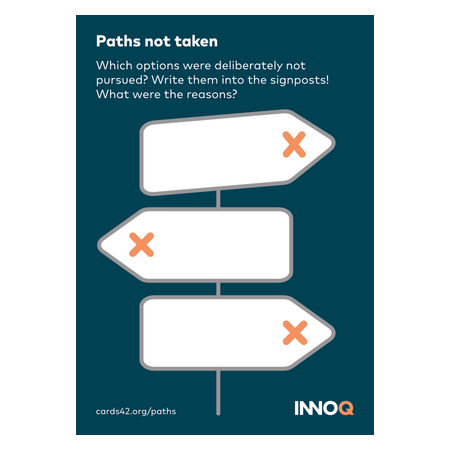 Paths not taken
Which options were deliberately not
pursued? Write them into the signposts!
What were the reasons?
cards42.org/paths
INNOQ